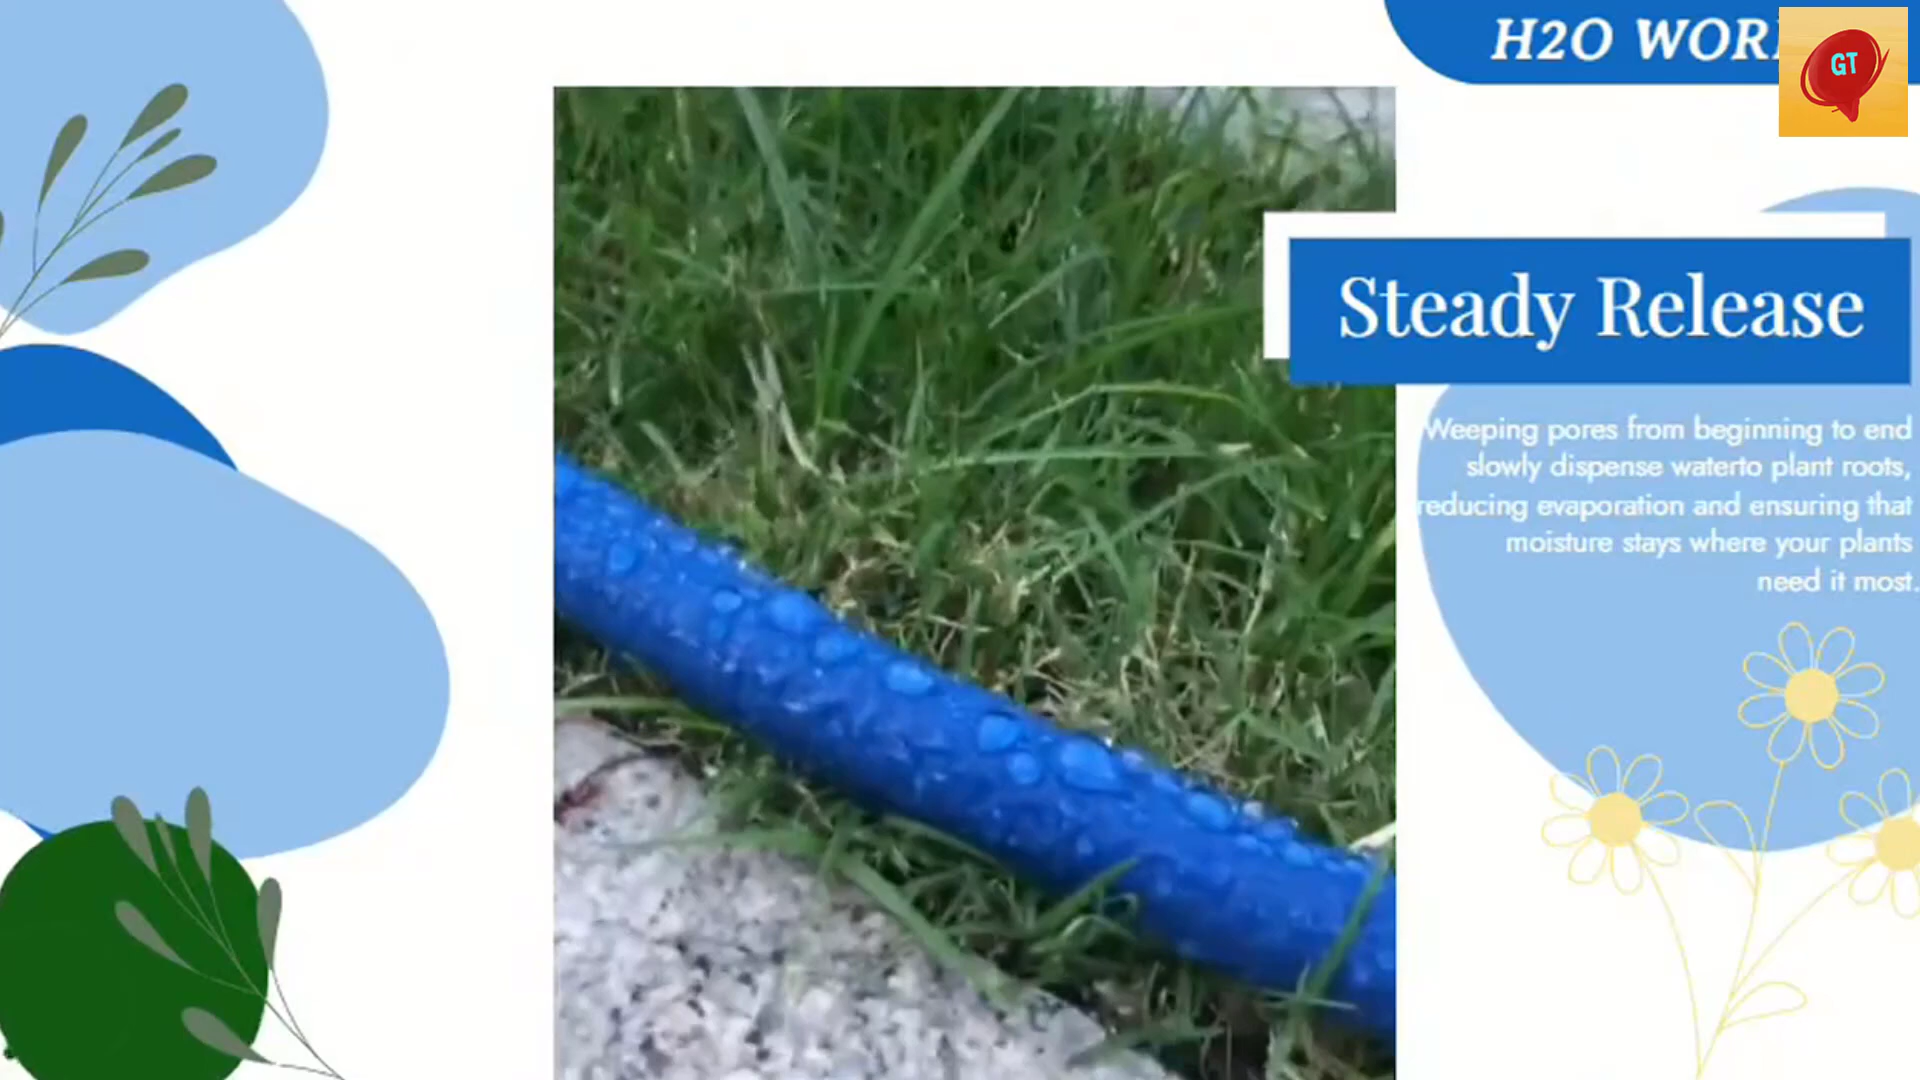 H2O WOR
GT
Steady Release
Weeping pores from beginning to end
slowly dispense waterto plant roots,
reducing evaporation and ensuring that
moisture stays where your plants
need it most.